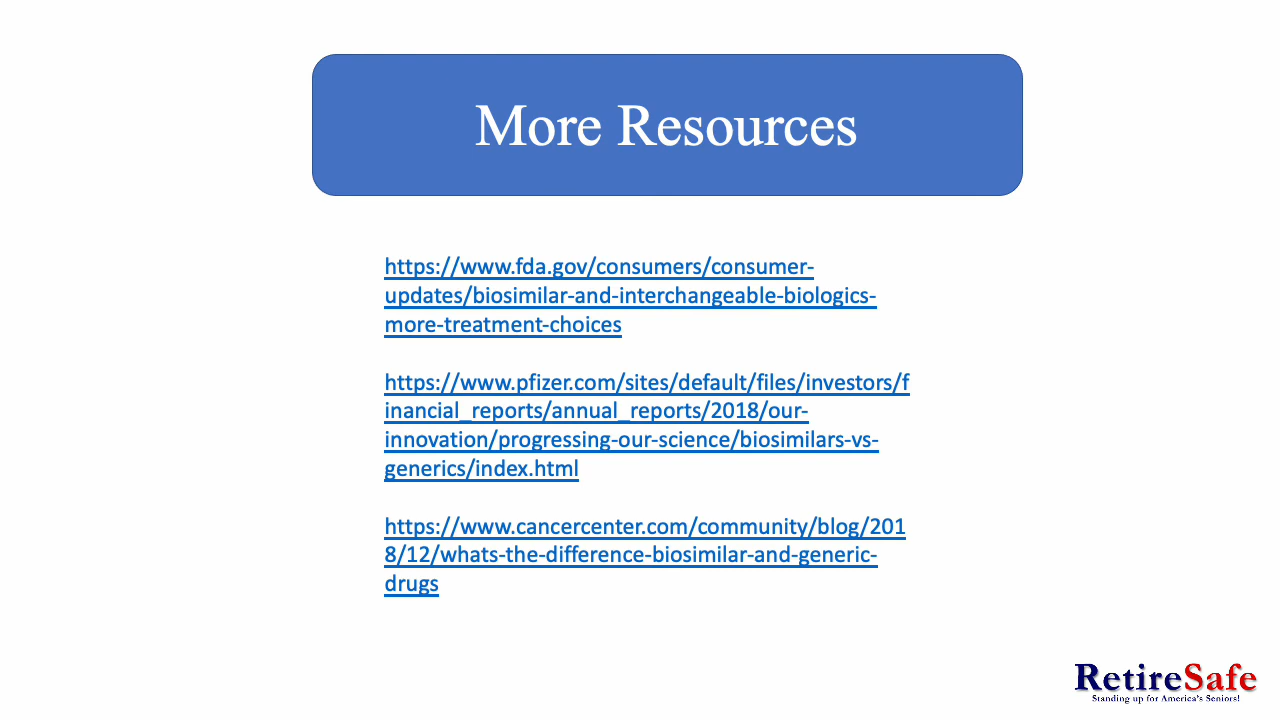 More Resources
https://www.fda.gov/consumers/consumer-
updates/biosimilar-and-interchangeable-biologics-
more-treatment-choices
https://www.pfizer.com/sites/default/files/investors/f
inancial_reports/annual_reports/2018/our-
innovation/progressing-our-science/biosimilars-vs-
generics/index.html
https://www.cancercenter.com/community/blog/201
8/12/whats-the-difference-biosimilar-and-generic-
drugs
RetireSafe
Standing up for America's Seniors!